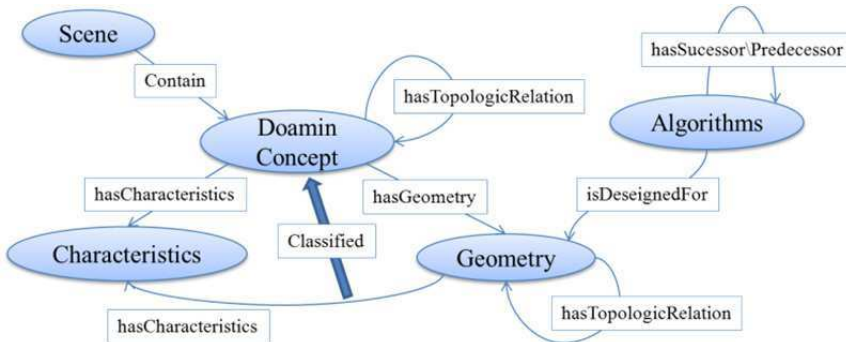 Scene
hasSucessor\Predecessor
Contain
hasTopologicRelation
Doamin
Concept
Algorithms
hasCharacteristics
hasGeometry
isDeseignedFor
Classified
Characteristics
Geometry
hasTopologicRelation
hasCharacteristics